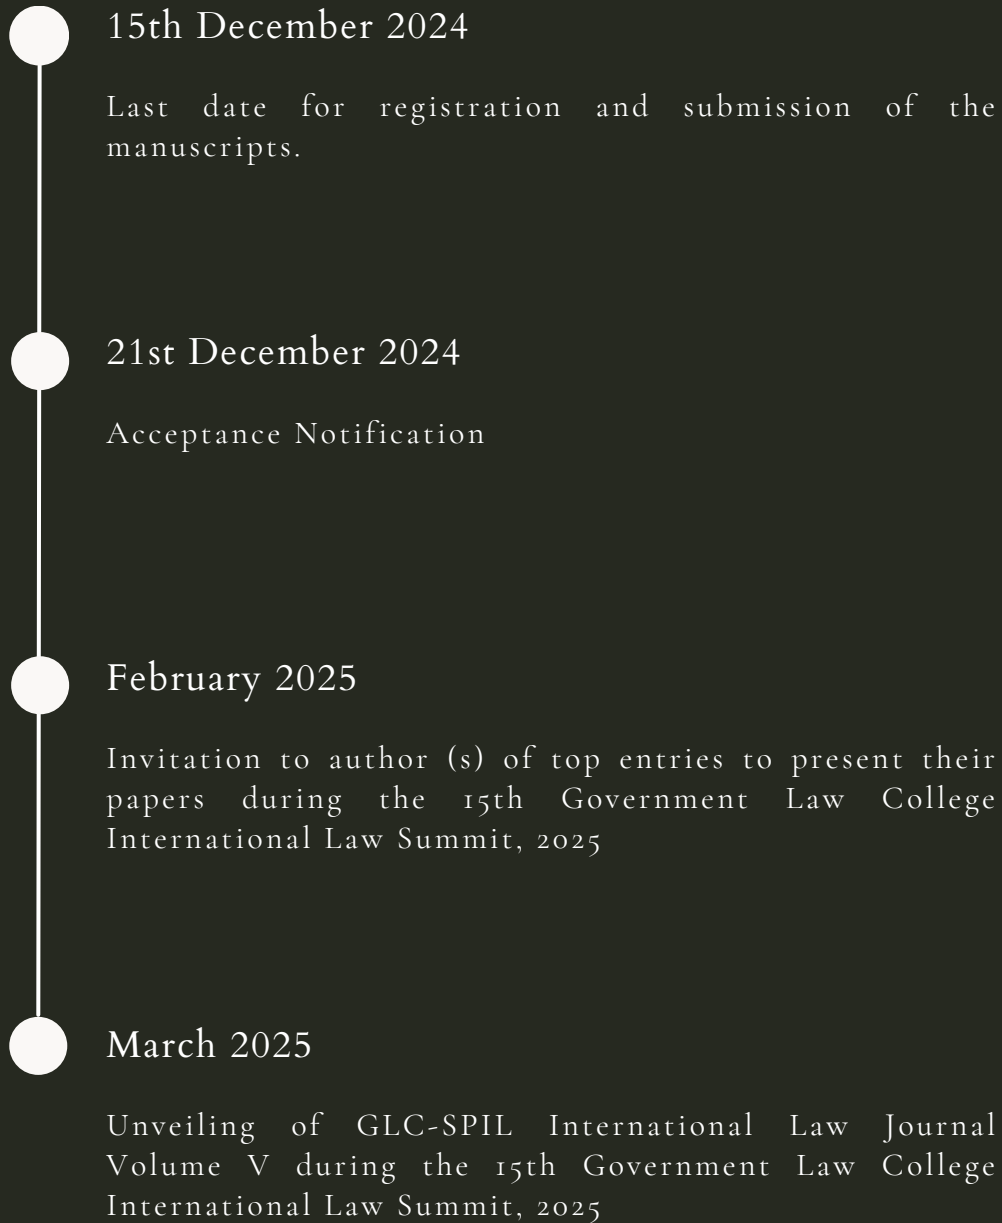 15th December 2024
Last date for registration and submission of the
manuscripts.
21st December 2024
Acceptance Notification
February 2025
Invitation to author (s) of top entries to present their
papers during the 15th Government Law College
International Law Summit, 2025
March 2025
Unveiling of GLC-SPIL International Law Journal
Volume V during the 15th Government Law College
International Law Summit, 2025